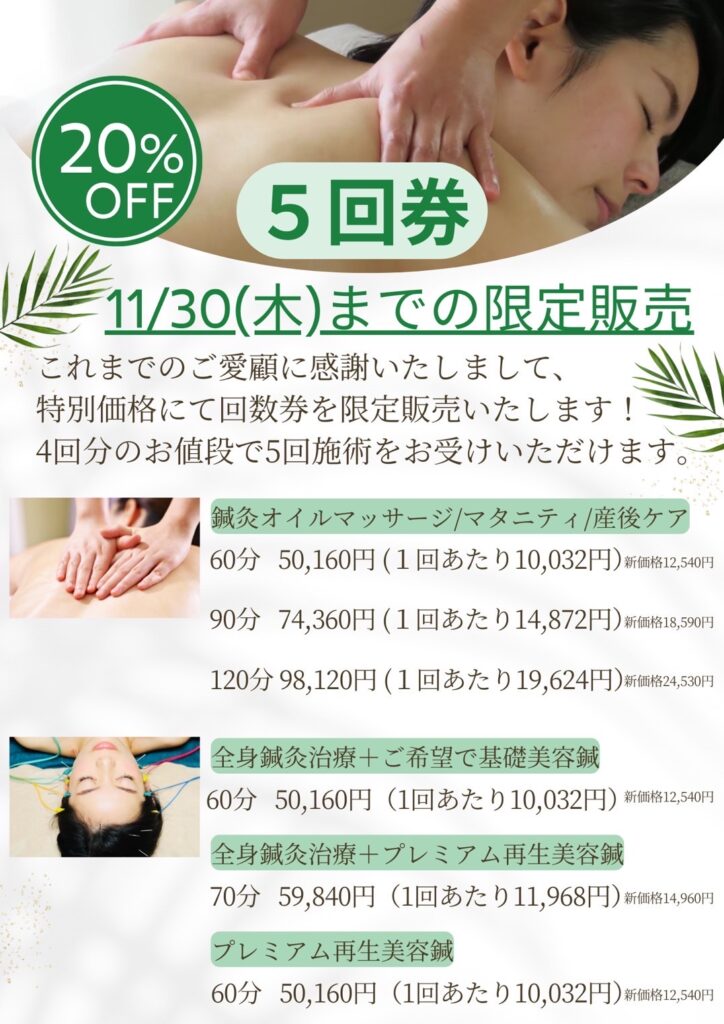 20%
OFF
5回券
11/30(木)までの限定販売
これまでのご愛顧に感謝いたしまして、
特別価格にて回数券を限定販売いたします！
4回分のお値段で5回施術をお受けいただけます。
鍼灸オイルマッサージ/マタニティ/産後ケア
60分 50,160円 (１回あたり10,032円)新価格12,540円
90分 74,360円 (１回あたり14,872円)新価格18,590円
120分 98,120円 (１回あたり19,624円)新価格24,530円
全身鍼灸治療＋ご希望で基礎美容鍼
60分 50,160円（1回あたり10,032円）新価格12,540円
全身鍼灸治療＋プレミアム再生美容鍼
70分 59,840円（1回あたり11,968円）新価格14,960円
プレミアム再生美容鍼
60分 50,160円（1回あたり10,032円）新価格12,540円